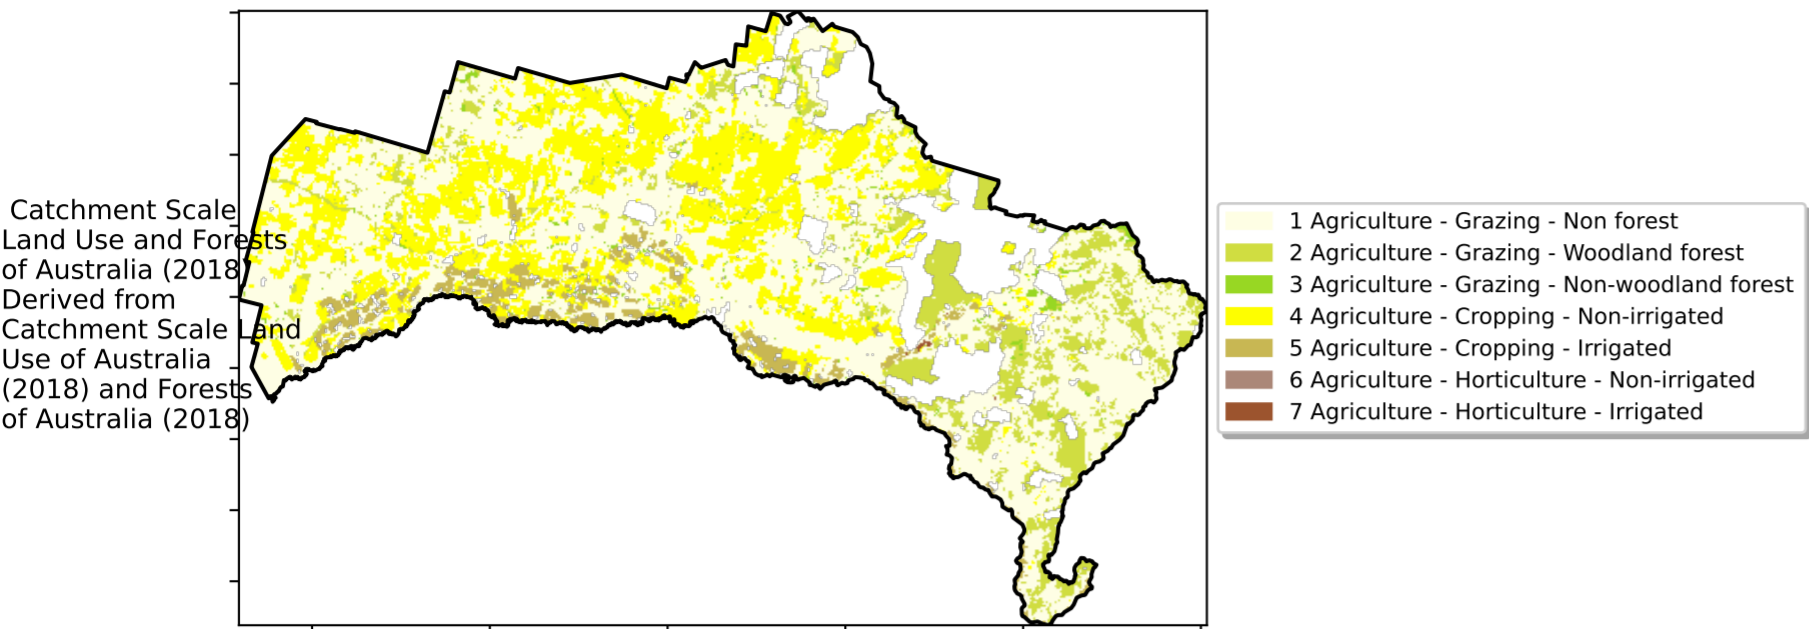 Catchment Scale
Land Use and Forests
of Australia (2018)
Derived from
Catchment Scale Land
Use of Australia
(2018) and Forests
of Australia (2018)
1 Agriculture - Grazing - Non forest
2 Agriculture - Grazing - Woodland forest
3 Agriculture - Grazing - Non-woodland forest
4 Agriculture - Cropping - Non-irrigated
5 Agriculture - Cropping - Irrigated
6 Agriculture - Horticulture - Non-irrigated
7 Agriculture - Horticulture - Irrigated